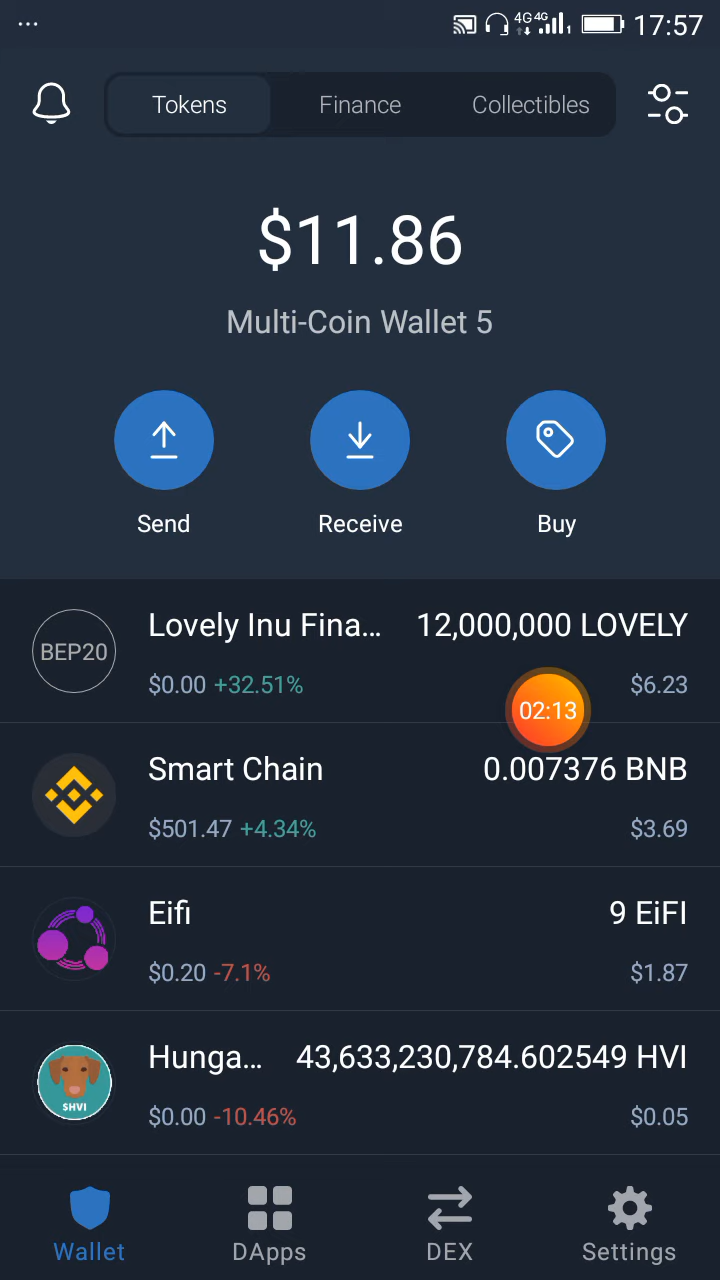 ... 4G 4G 1 17:57
Tokens Finance Collectibles
$11.86
Multi-Coin Wallet 5
Send Receive Buy
BEP20 Lovely Inu Fina... 12,000,000 LOVELY
$0.00 +32.51% $6.23
02:13
Smart Chain 0.007376 BNB
$501.47 +4.34% $3.69
Eifi 9 EiFI
$0.20 -7.1% $1.87
Hunga... 43,633,230,784.602549 HVI
SHVI
$0.00 -10.46% $0.05
Wallet DApps DEX Settings